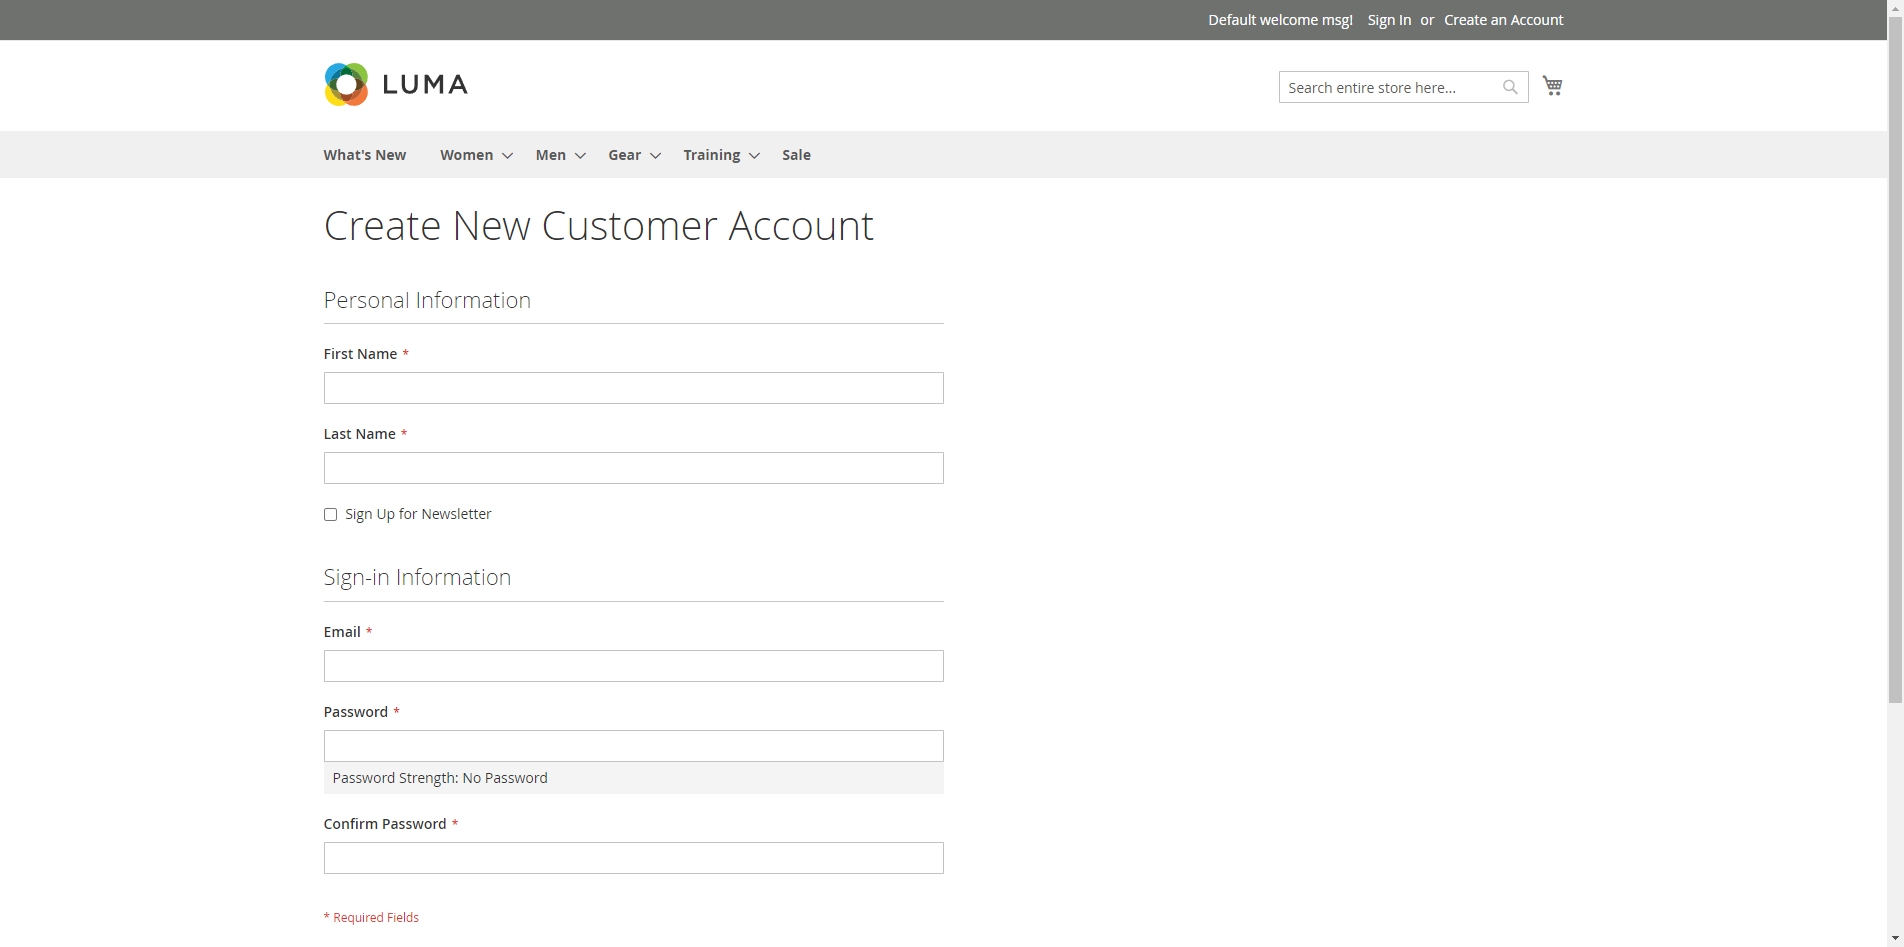 Default welcome msg! Sign In or Create an Account
LUMA
Search entire store here...
What's New Women Men Gear Training Sale
Create New Customer Account
Personal Information
First Name *
Last Name *
Sign Up for Newsletter
Sign-in Information
Email *
Password *
Password Strength: No Password
Confirm Password *
* Required Fields